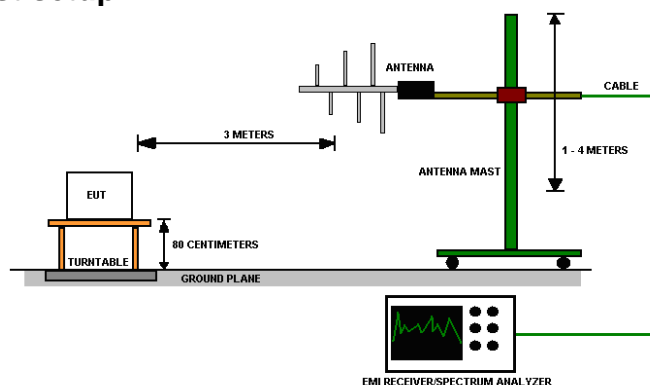 ANTENNA
CABLE
3 METERS
1 - 4 METERS
ANTENNA MAST
EUT
80 CENTIMETERS
TURNTABLE
GROUND PLANE
EMI RECEIVER/SPECTRUM ANALYZER